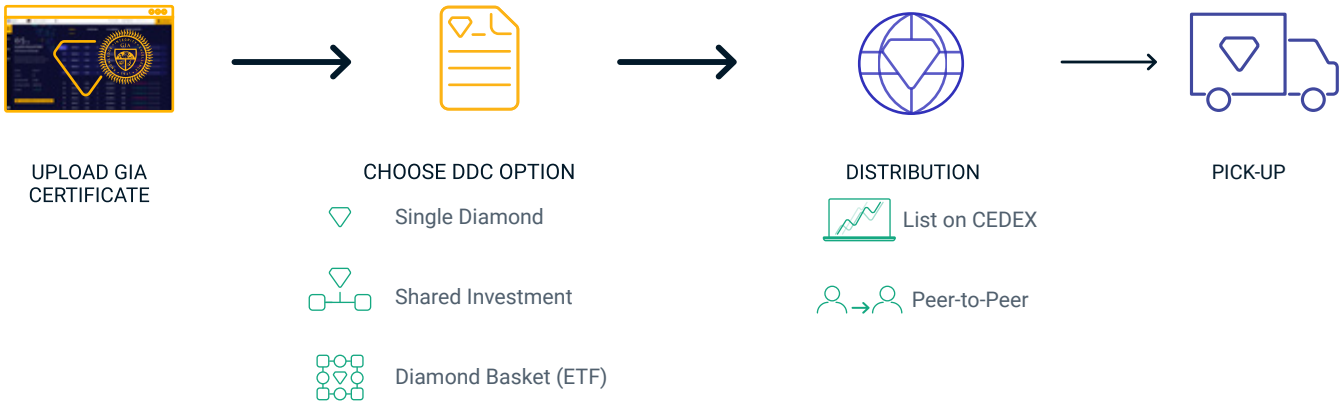 UPLOAD GIA
CERTIFICATE
CHOOSE DDC OPTION
Single Diamond
Shared Investment
Diamond Basket (ETF)
DISTRIBUTION
List on CEDEX
Peer-to-Peer
PICK-UP